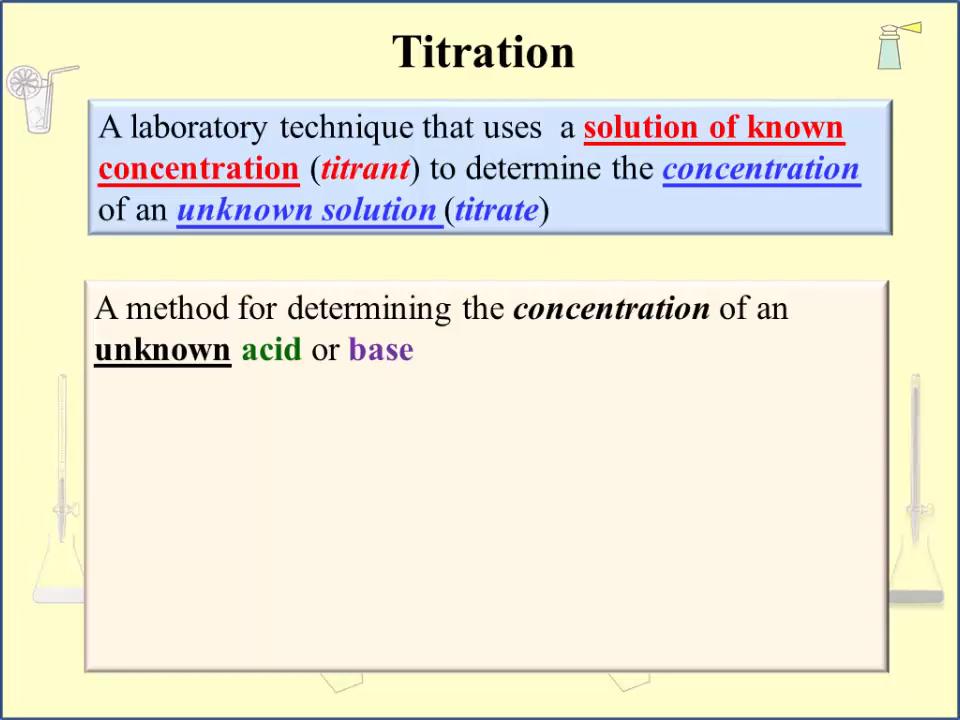 Titration
A laboratory technique that uses  a solution of known
concentration (titrant) to determine the concentration
of an unknown solution (titrate)
A method for determining the concentration of an
unknown acid or base